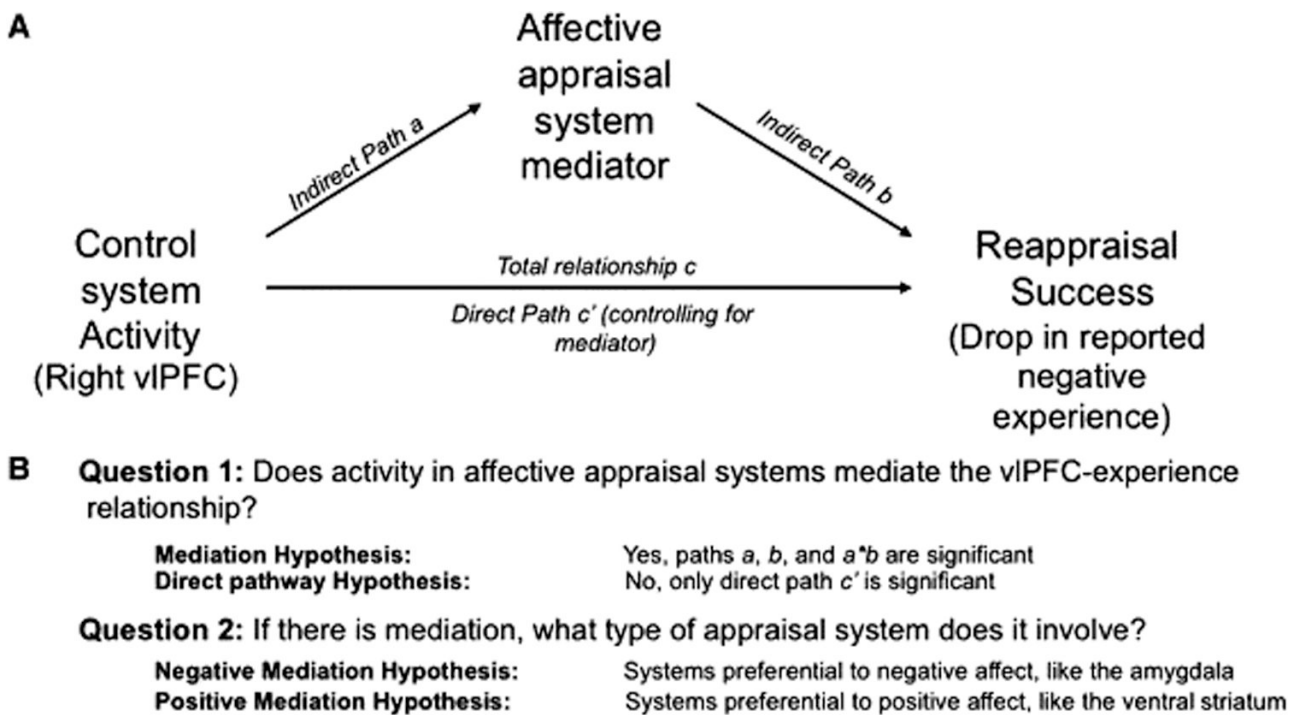 A
Affective
appraisal
system
mediator
Indirect Path a
Indirect Path b
Control
system
Activity
(Right vlPFC)
Total relationship c
Direct Path c' (controlling for
mediator)
Reappraisal
Success
(Drop in reported
negative
experience)
B
Question 1: Does activity in affective appraisal systems mediate the vlPFC-experience
relationship?
Mediation Hypothesis: Yes, paths a, b, and a*b are significant
Direct pathway Hypothesis: No, only direct path c' is significant
Question 2: If there is mediation, what type of appraisal system does it involve?
Negative Mediation Hypothesis: Systems preferential to negative affect, like the amygdala
Positive Mediation Hypothesis: Systems preferential to positive affect, like the ventral striatum